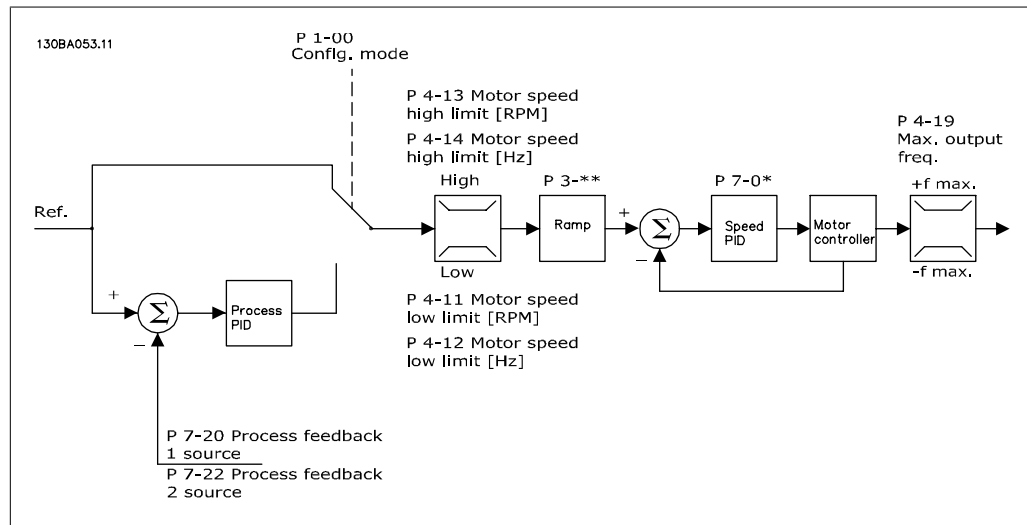 130BA053.11
P 1-00
Config. mode
P 4-13 Motor speed
high limit [RPM]
P 4-14 Motor speed
high limit [Hz]
P 4-19
Max. output
freq.
High
P 3-**
P 7-0*
+f max.
Ref.
+
Σ
−
Ramp
Speed
PID
Motor
controller
Low
-f max.
P 4-11 Motor speed
low limit [RPM]
P 4-12 Motor speed
low limit [Hz]
+
Σ
−
Process
PID
P 7-20 Process feedback
1 source
P 7-22 Process feedback
2 source